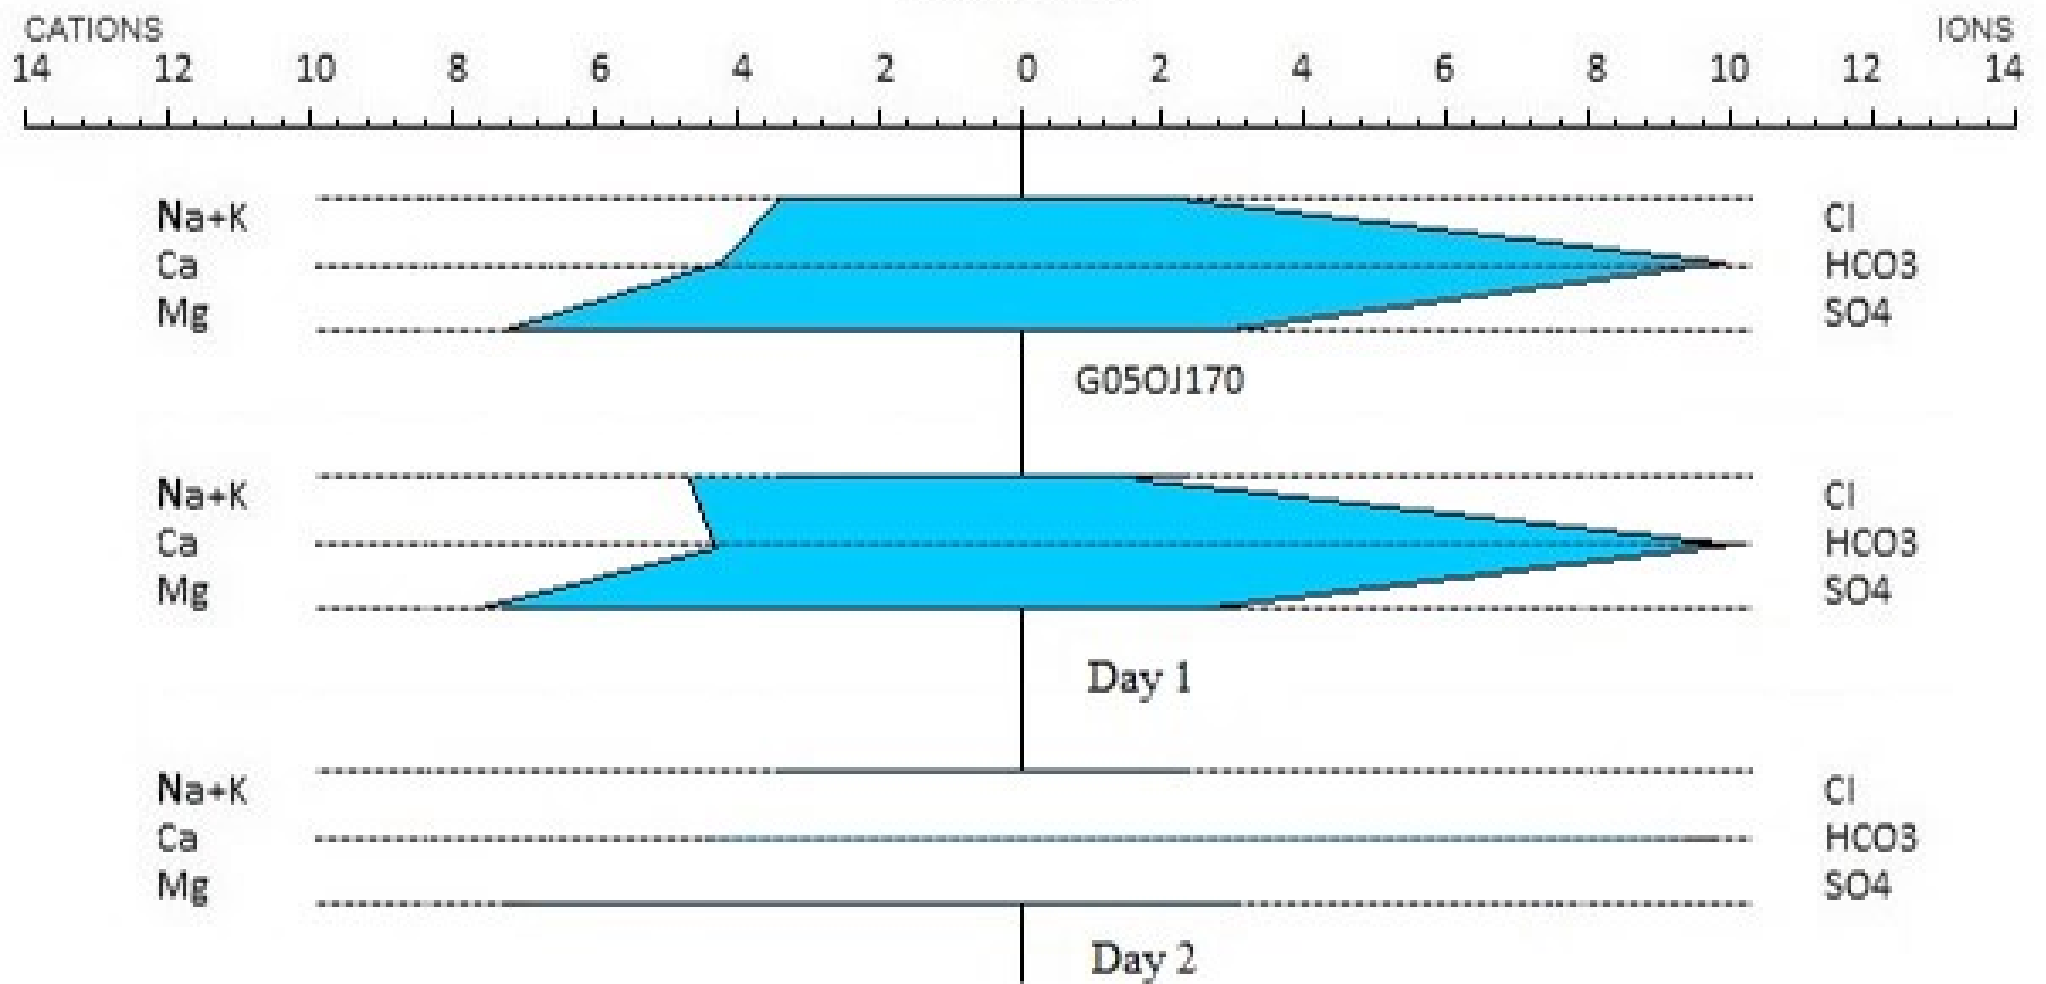 CATIONS IONS
14 12 10 8 6 4 2 0 2 4 6 8 10 12 14
Na+K Cl
Ca HCO3
Mg SO4
G05OJ170
Na+K Cl
Ca HCO3
Mg SO4
Day 1
Na+K Cl
Ca HCO3
Mg SO4
Day 2